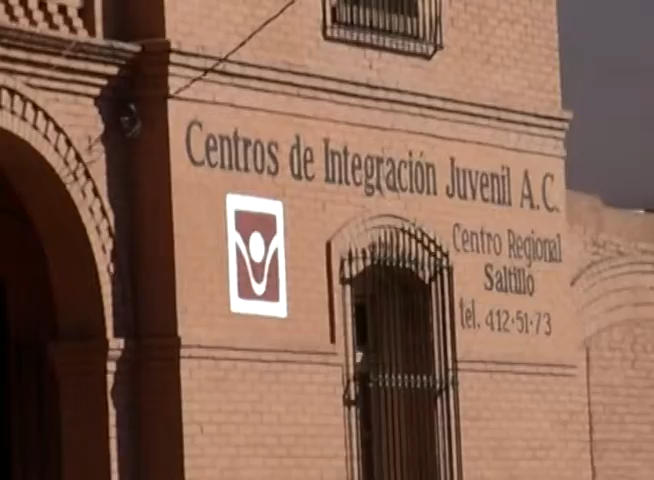 Centros de Integración Juvenil A.C.
Centro Regional
Saltillo
tel. 412·51·73